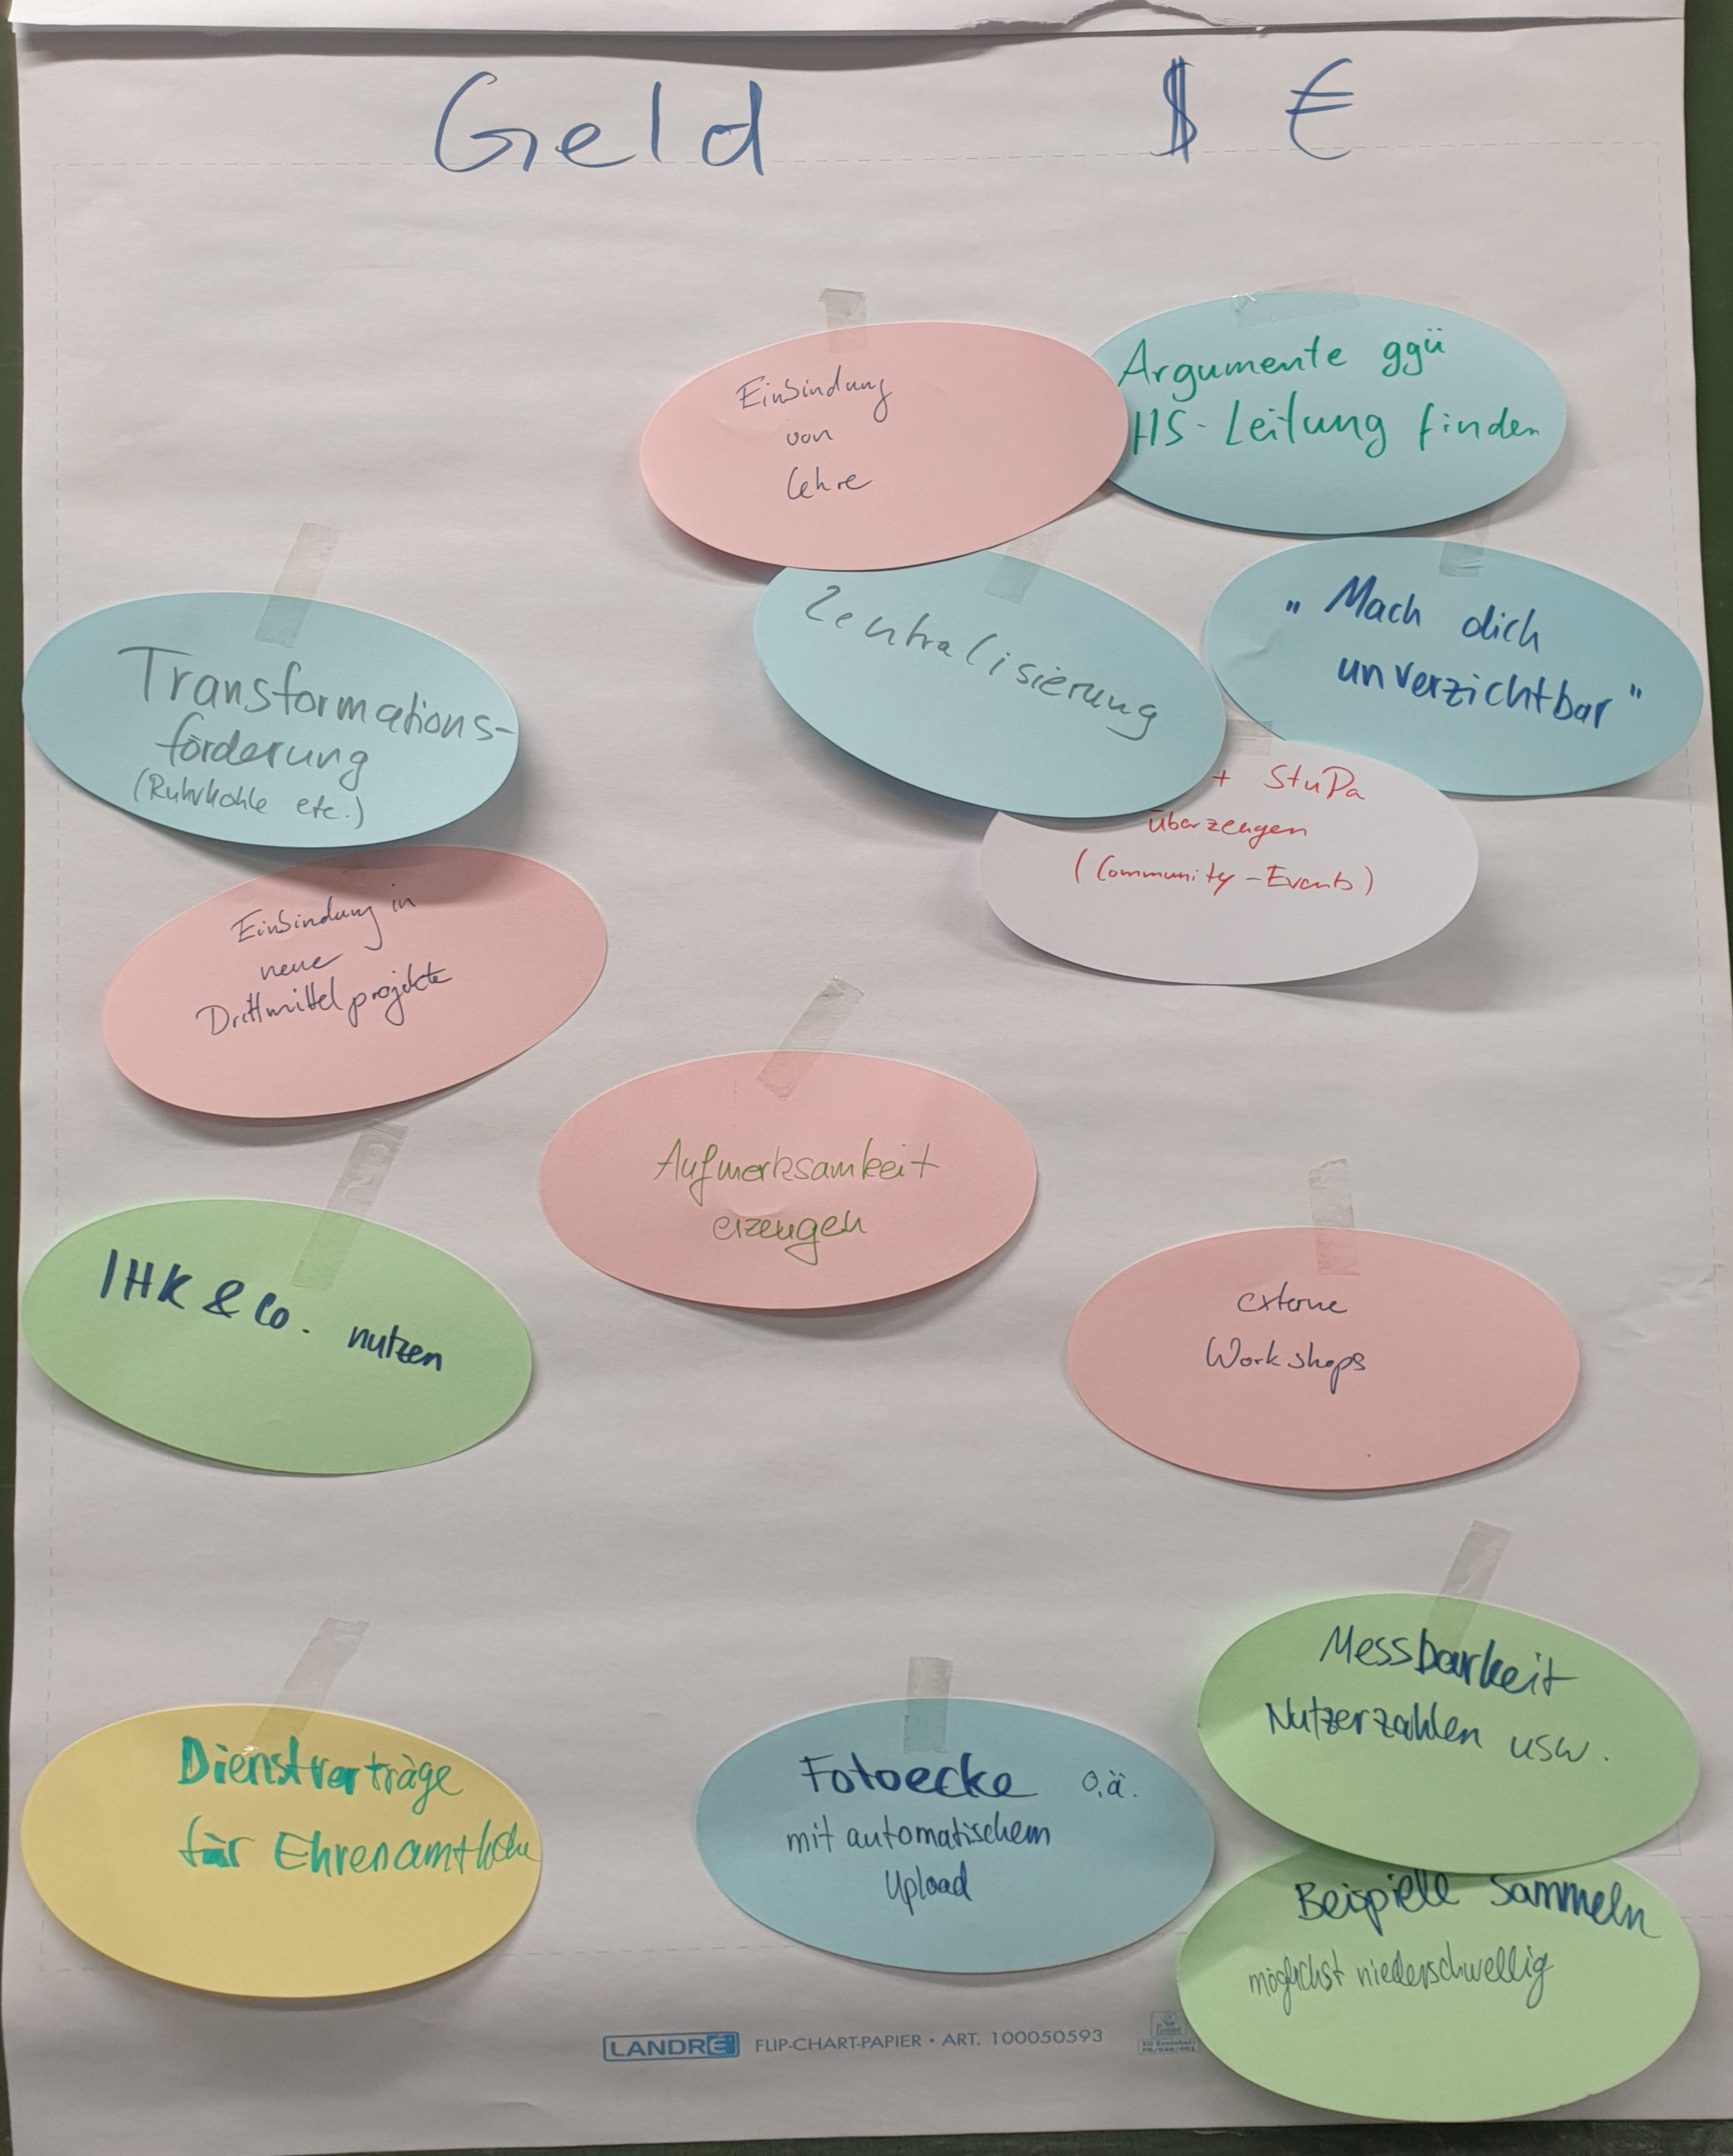 Geld $ €
Einbindung
von
Lehre
Argumente ggü
HS-Leitung finden
Zentralisierung
„Mach dich
unverzichtbar"
+ StuPa
überzeugen
(Community-Events)
Transformations-
förderung
(Ruhrkohle etc.)
Einbindung in
neue
Drittmittelprojekte
Aufmerksamkeit
erzeugen
IHK & Co. nutzen
externe
Workshops
Dienstverträge
für Ehrenamtliche
Fotoecke o.ä.
mit automatischem
Upload
Messbarkeit
Nutzerzahlen usw.
Beispiele sammeln
möglichst niederschwellig
LANDRÉ FLIP-CHART-PAPIER • ART. 100050593